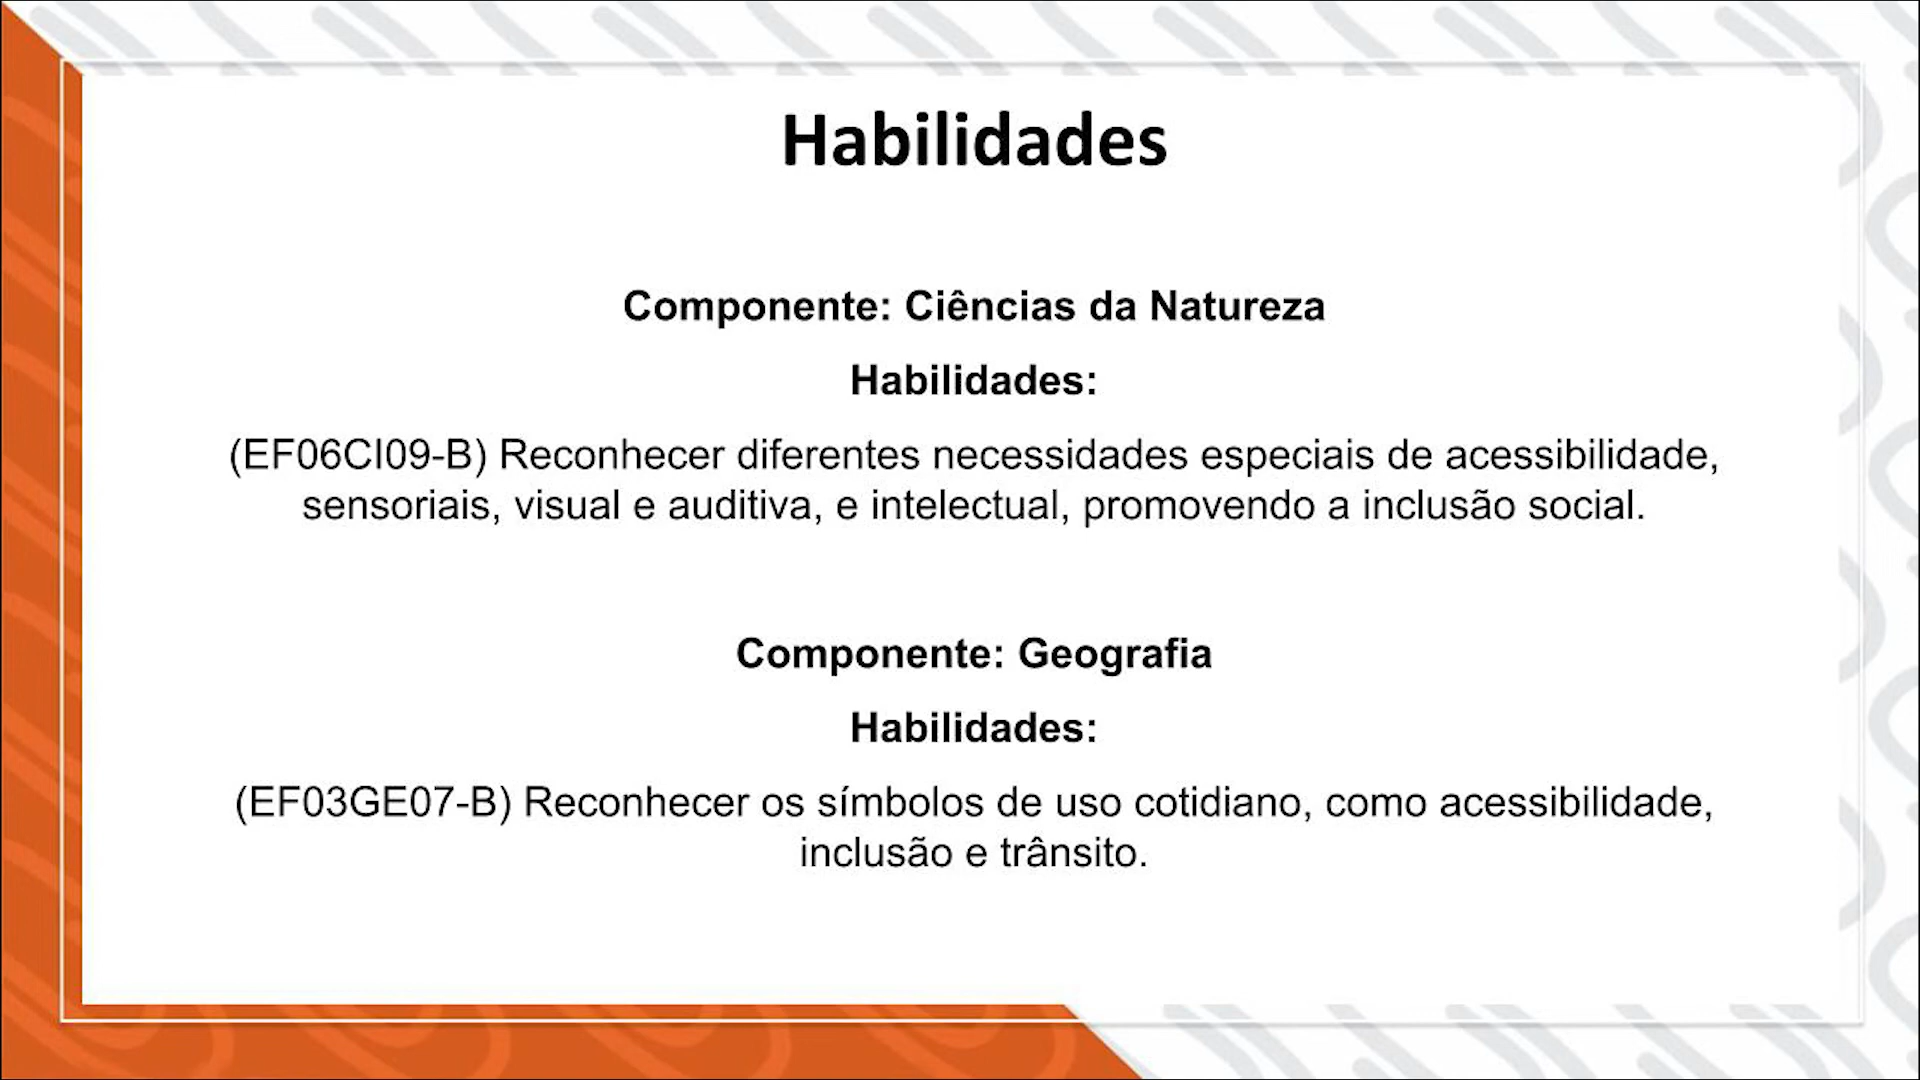 Habilidades
Componente: Ciências da Natureza
Habilidades:
(EF06CI09-B) Reconhecer diferentes necessidades especiais de acessibilidade,
sensoriais, visual e auditiva, e intelectual, promovendo a inclusão social.
Componente: Geografia
Habilidades:
(EF03GE07-B) Reconhecer os símbolos de uso cotidiano, como acessibilidade,
inclusão e trânsito.